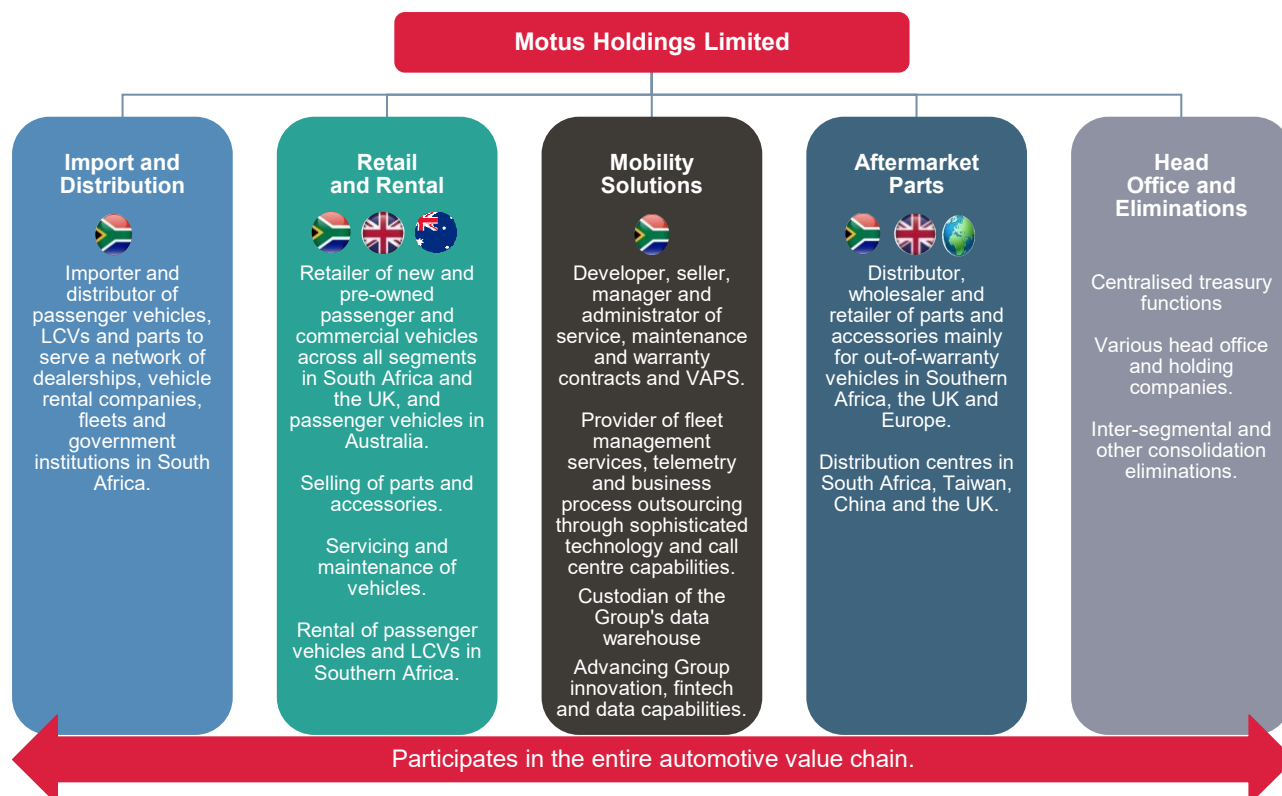 Motus Holdings Limited
Import and
Distribution
Importer and
distributor of
passenger vehicles,
LCVs and parts to
serve a network of
dealerships, vehicle
rental companies,
fleets and
government
institutions in South
Africa.
Retail
and Rental
Retailer of new and
pre-owned
passenger and
commercial vehicles
across all segments
in South Africa and
the UK, and
passenger vehicles in
Australia.
Selling of parts and
accessories.
Servicing and
maintenance of
vehicles.
Rental of passenger
vehicles and LCVs in
Southern Africa.
Mobility
Solutions
Developer, seller,
manager and
administrator of
service, maintenance
and warranty
contracts and VAPS.
Provider of fleet
management
services, telemetry
and business
process outsourcing
through sophisticated
technology and call
centre capabilities.
Custodian of the
Group's data
warehouse
Advancing Group
innovation, fintech
and data capabilities.
Aftermarket
Parts
Distributor,
wholesaler and
retailer of parts and
accessories mainly
for out-of-warranty
vehicles in Southern
Africa, the UK and
Europe.
Distribution centres in
South Africa, Taiwan,
China and the UK.
Head
Office and
Eliminations
Centralised treasury
functions
Various head office
and holding
companies.
Inter-segmental and
other consolidation
eliminations.
Participates in the entire automotive value chain.